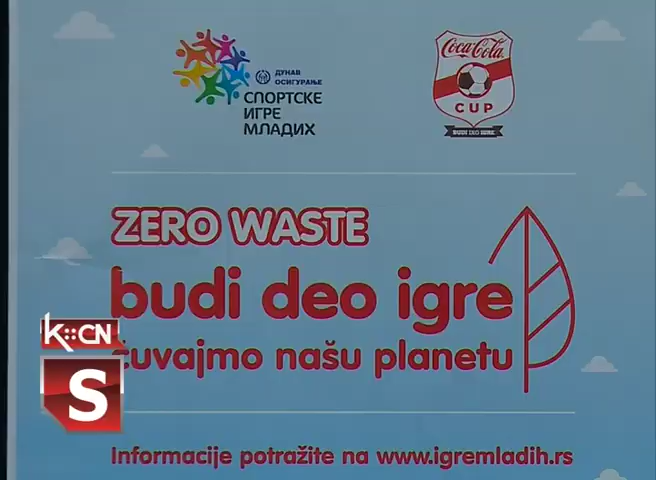 ДУНАВ
ОСИГУРАЊЕ
СПОРТСКЕ
ИГРЕ
МЛАДИХ
Coca-Cola
CUP
BUDI DEO IGRE
ZERO WASTE
budi deo igre
čuvajmo našu planetu
K::CN
S
Informacije potražite na www.igremladih.rs